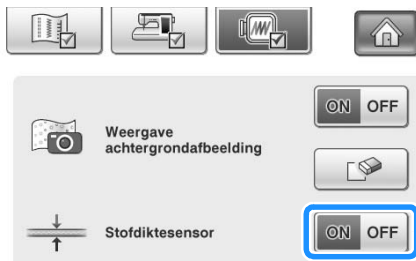 ON OFF
Weergave
achtergrondafbeelding
Stofdiktesensor
ON OFF